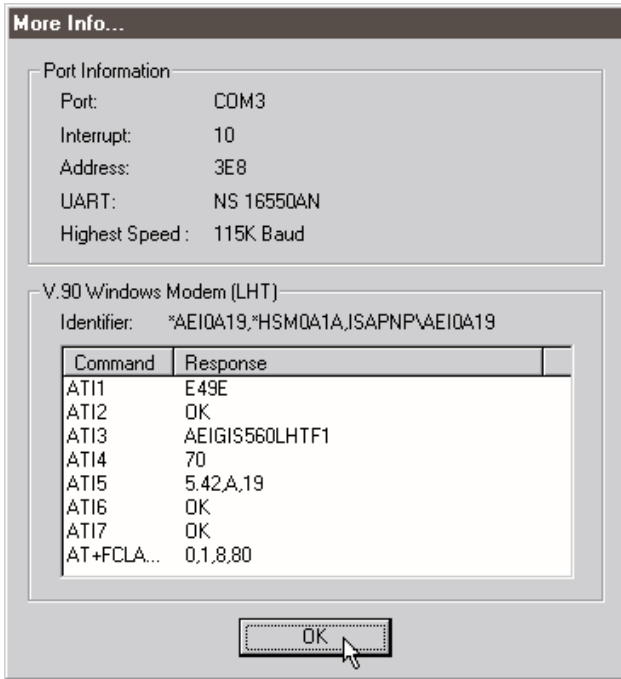 More Info...
Port Information
Port: COM3
Interrupt: 10
Address: 3E8
UART: NS 16550AN
Highest Speed : 115K Baud
V.90 Windows Modem (LHT)
Identifier: *AEI0A19,*HSM0A1A,ISAPNP\AEI0A19
Command Response
ATI1 E49E
ATI2 OK
ATI3 AEIGIS560LHTF1
ATI4 70
ATI5 5.42,A,19
ATI6 OK
ATI7 OK
AT+FCLA... 0,1,8,80
OK